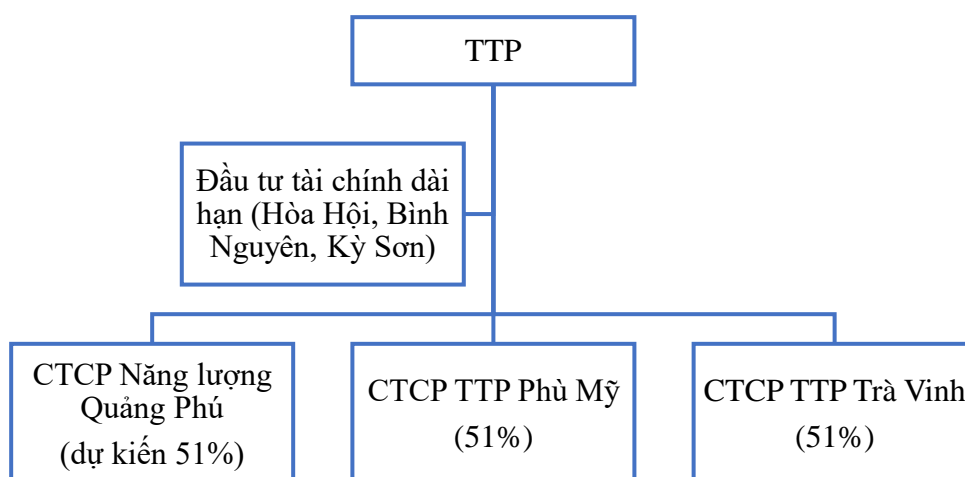 TTP
Đầu tư tài chính dài
hạn (Hòa Hội, Bình
Nguyên, Kỳ Sơn)
CTCP Năng lượng
Quảng Phú
(dự kiến 51%)
CTCP TTP Phù Mỹ
(51%)
CTCP TTP Trà Vinh
(51%)